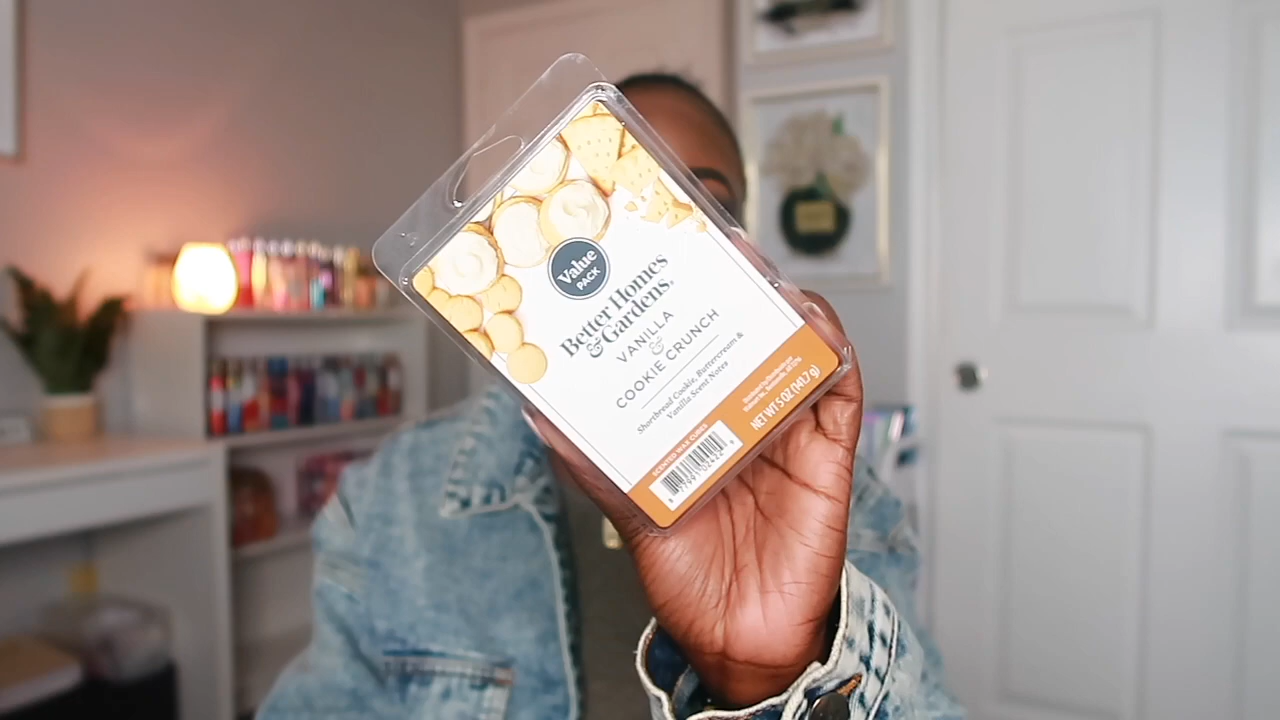 Value
PACK
Better Homes
& Gardens®
VANILLA
&
COOKIE CRUNCH
Shortbread Cookie, Buttercream &
Vanilla Scent Notes
SCENTED WAX CUBES
NET WT 5 OZ (141.7 g)